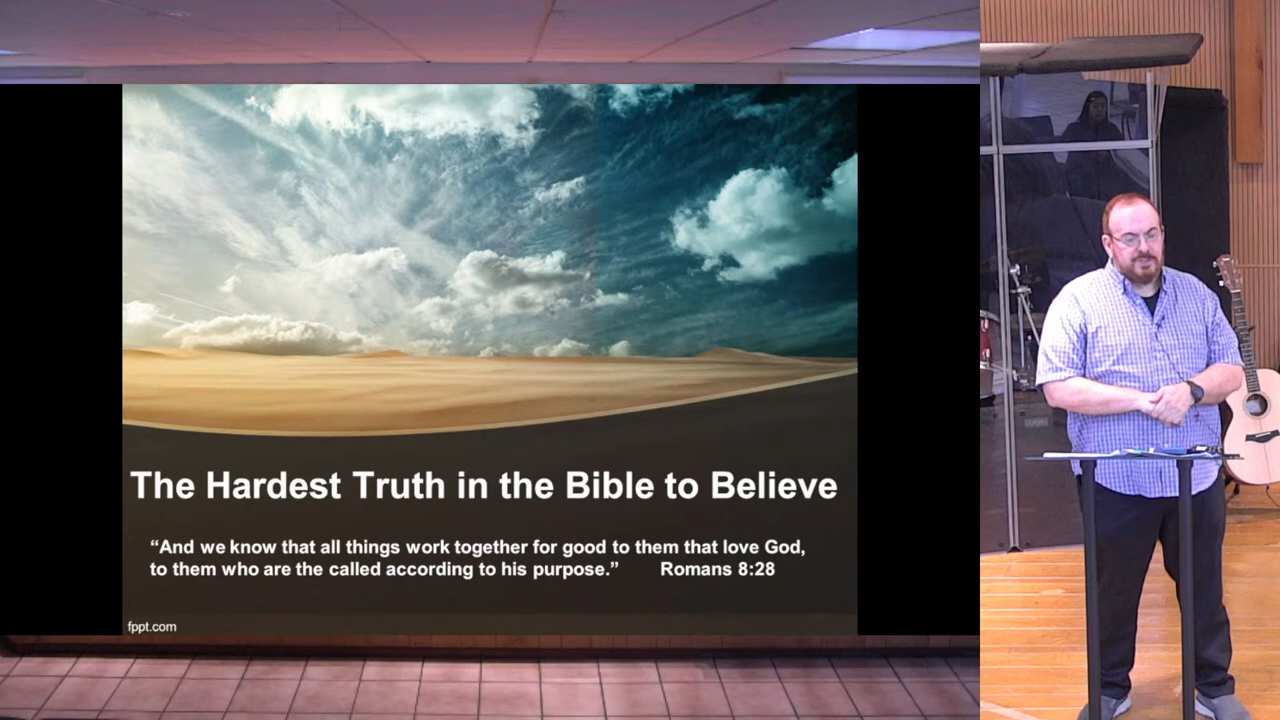 The Hardest Truth in the Bible to Believe
“And we know that all things work together for good to them that love God,
to them who are the called according to his purpose.” Romans 8:28
fppt.com